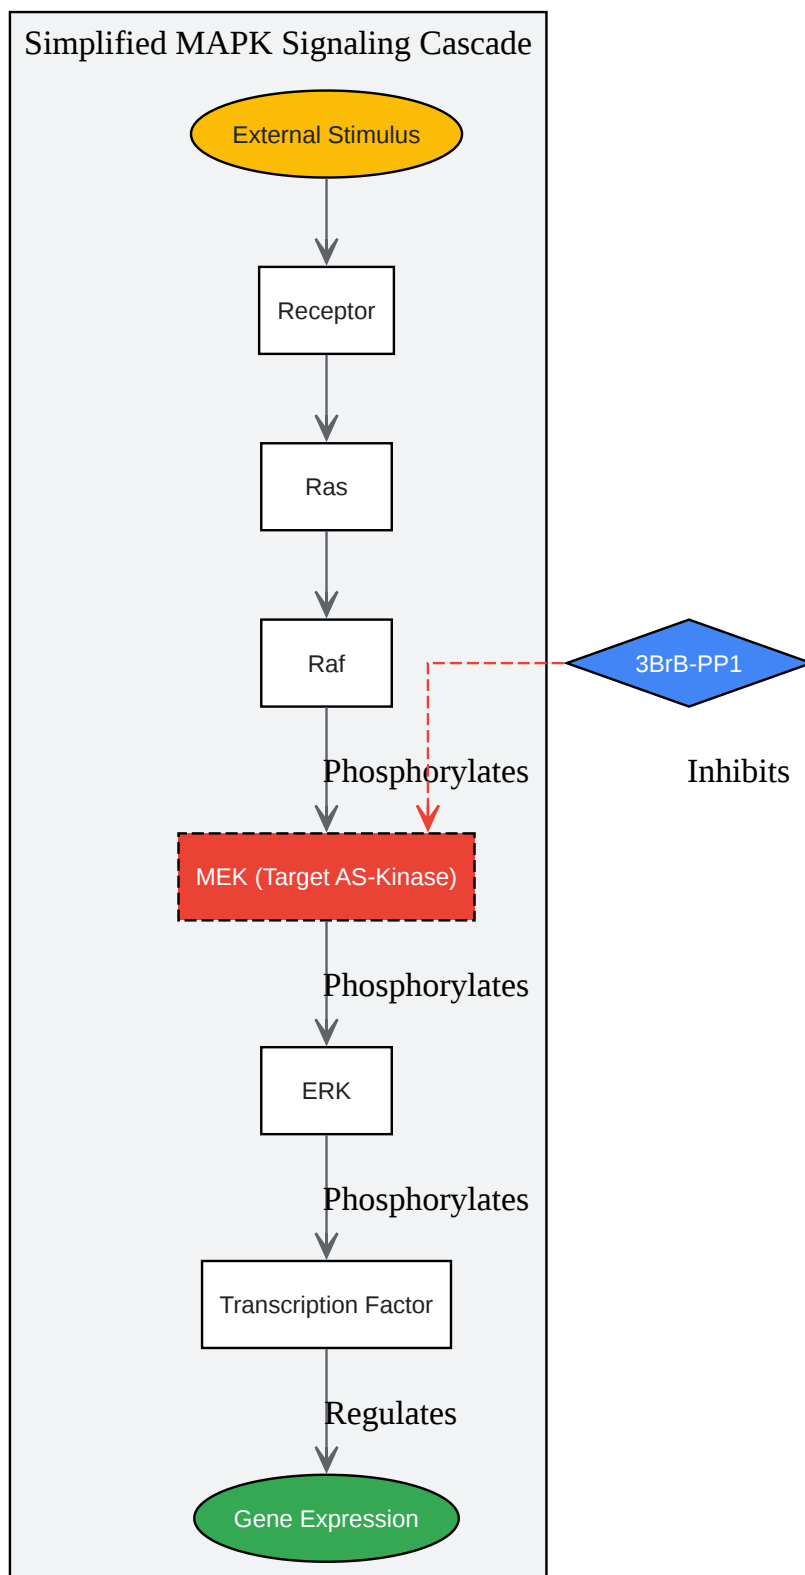 Simplified MAPK Signaling Cascade
External Stimulus
Receptor
Ras
Raf
3BrB-PP1
Phosphorylates
Inhibits
MEK (Target AS-Kinase)
Phosphorylates
ERK
Phosphorylates
Transcription Factor
Regulates
Gene Expression